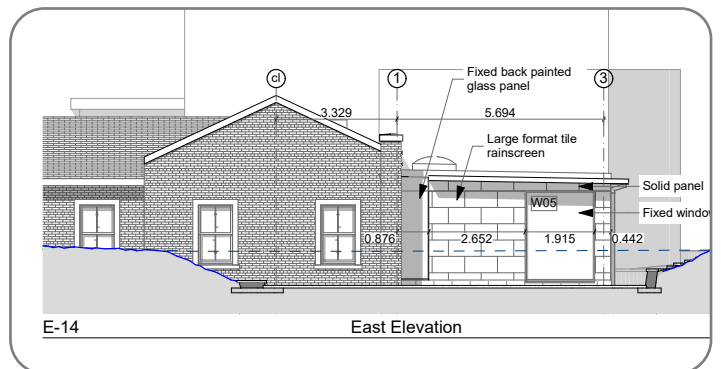 cl
1
3
3.329
5.694
Fixed back painted
glass panel
Large format tile
rainscreen
Solid panel
W05
Fixed windo
0.876
2.652
1.915
0.442
E-14
East Elevation